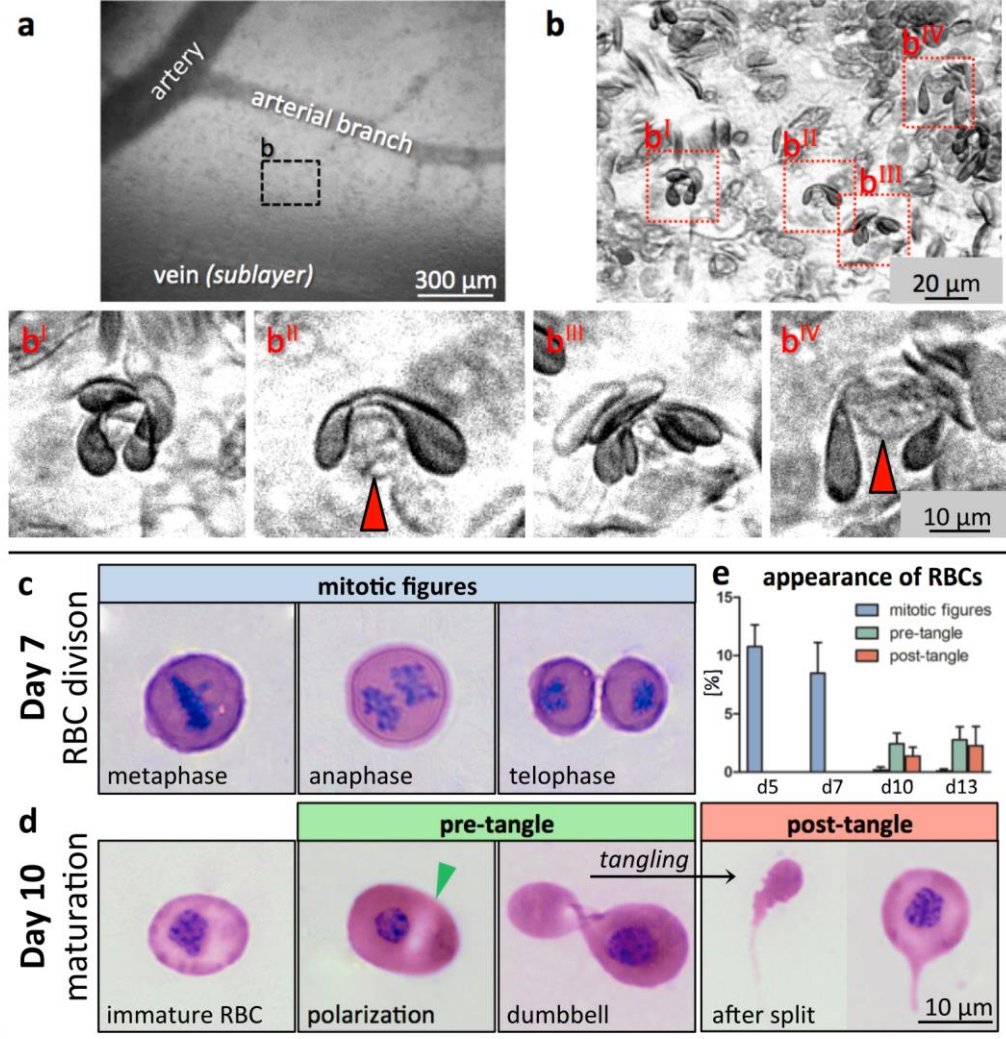 a
artery
arterial branch
b
vein (sublayer)
300 µm
b
bI
bII
bIII
bIV
20 µm
bI
bII
bIII
bIV
10 µm
c
mitotic figures
Day 7
RBC divison
metaphase
anaphase
telophase
e
appearance of RBCs
15
10
5
0
[%]
mitotic figures
pre-tangle
post-tangle
d5
d7
d10
d13
d
pre-tangle
post-tangle
Day 10
maturation
tangling
immature RBC
polarization
dumbbell
after split
10 µm